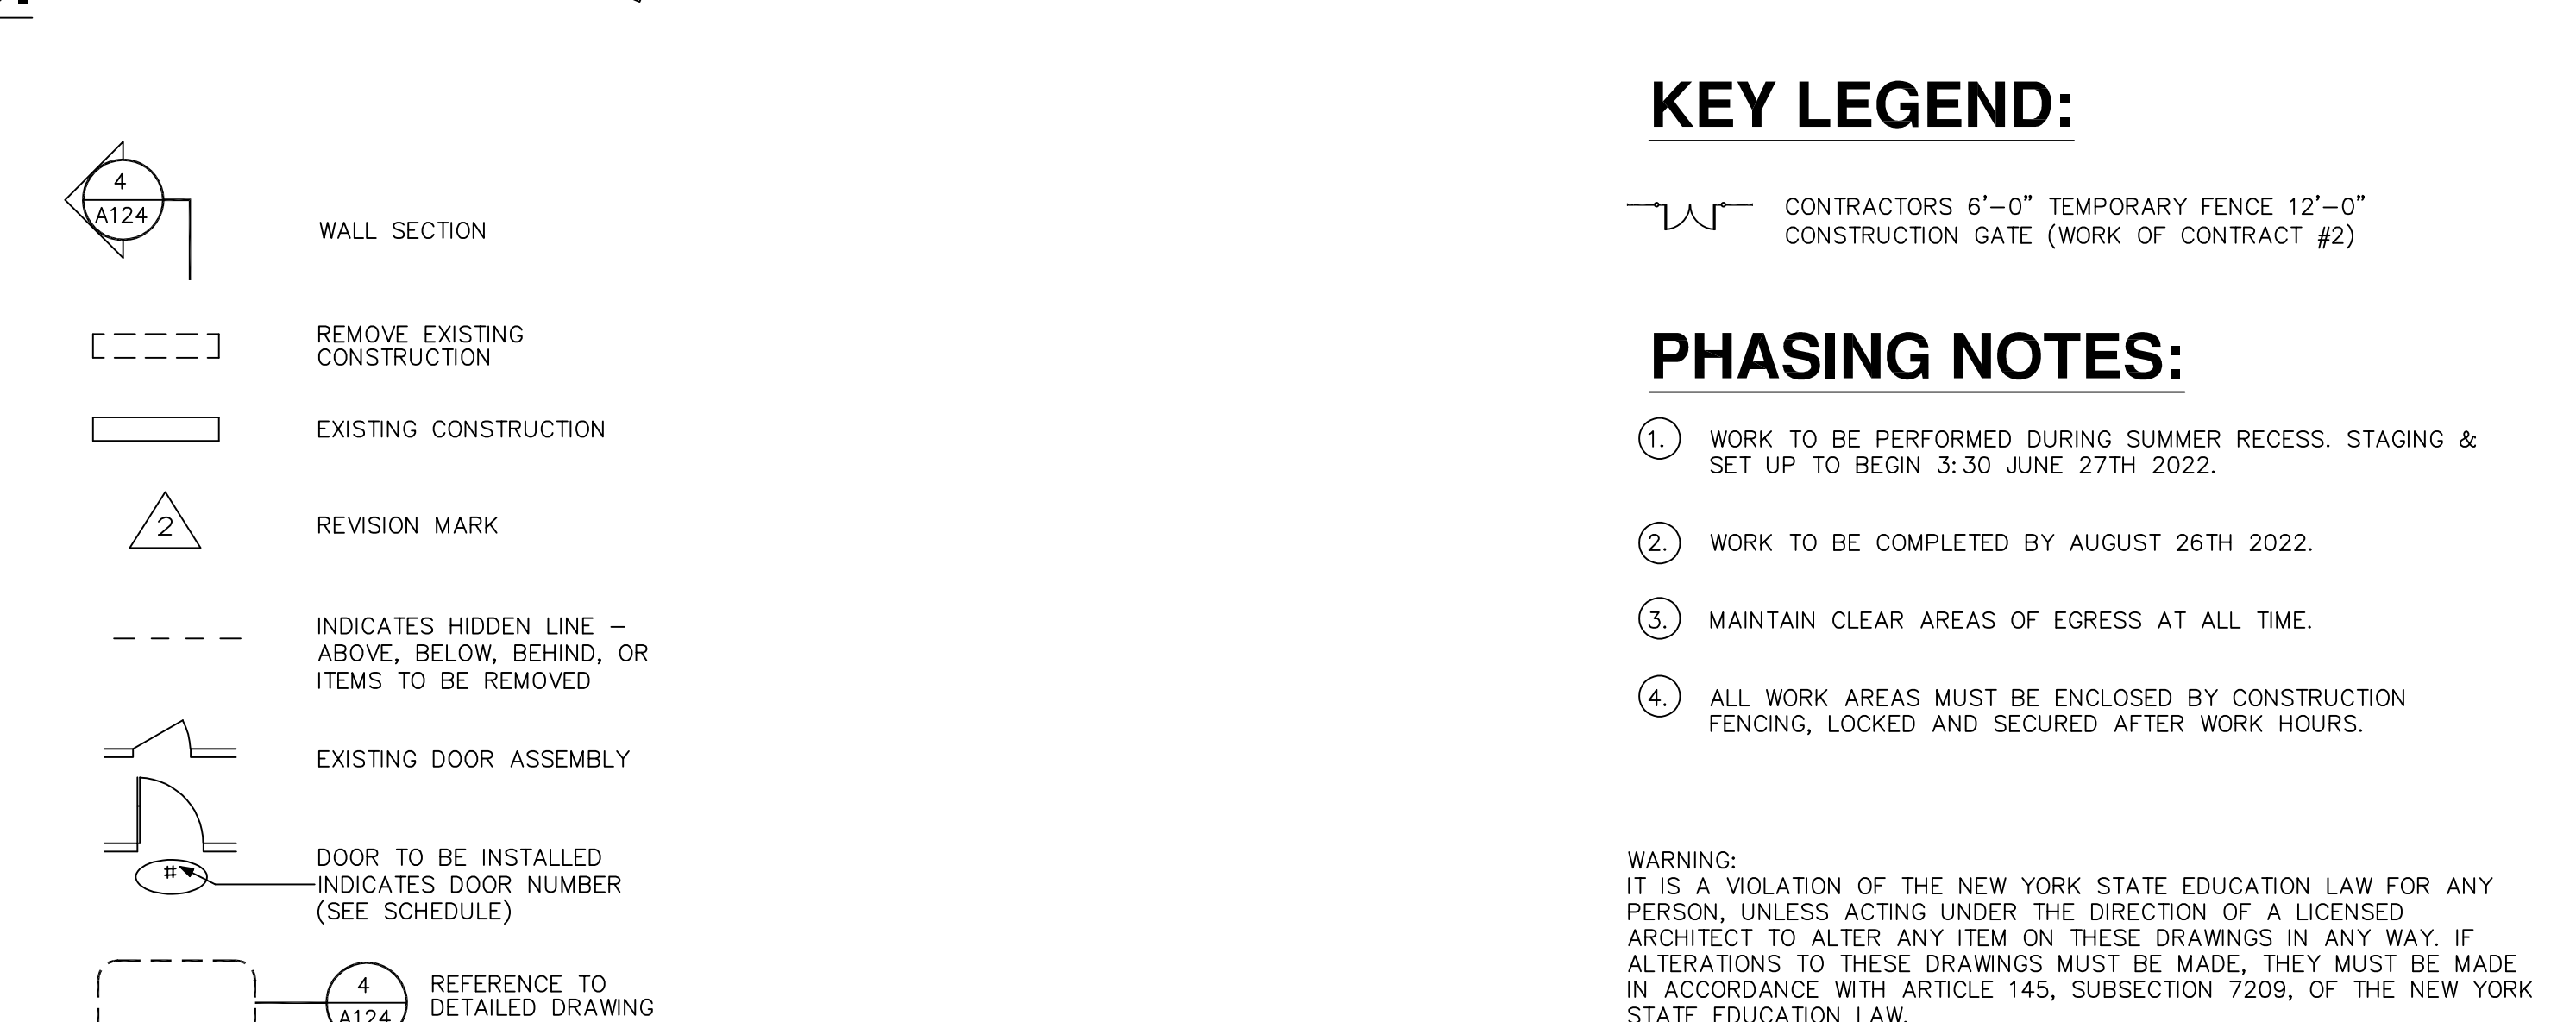 4
A124
WALL SECTION
REMOVE EXISTING
CONSTRUCTION
EXISTING CONSTRUCTION
2
REVISION MARK
INDICATES HIDDEN LINE –
ABOVE, BELOW, BEHIND, OR
ITEMS TO BE REMOVED
EXISTING DOOR ASSEMBLY
#
DOOR TO BE INSTALLED
INDICATES DOOR NUMBER
(SEE SCHEDULE)
4
A124
REFERENCE TO
DETAILED DRAWING
KEY LEGEND:
CONTRACTORS 6'–0" TEMPORARY FENCE 12'–0"
CONSTRUCTION GATE (WORK OF CONTRACT #2)
PHASING NOTES:
1. WORK TO BE PERFORMED DURING SUMMER RECESS. STAGING &
SET UP TO BEGIN 3:30 JUNE 27TH 2022.
2. WORK TO BE COMPLETED BY AUGUST 26TH 2022.
3. MAINTAIN CLEAR AREAS OF EGRESS AT ALL TIME.
4. ALL WORK AREAS MUST BE ENCLOSED BY CONSTRUCTION
FENCING, LOCKED AND SECURED AFTER WORK HOURS.
WARNING:
IT IS A VIOLATION OF THE NEW YORK STATE EDUCATION LAW FOR ANY
PERSON, UNLESS ACTING UNDER THE DIRECTION OF A LICENSED
ARCHITECT TO ALTER ANY ITEM ON THESE DRAWINGS IN ANY WAY. IF
ALTERATIONS TO THESE DRAWINGS MUST BE MADE, THEY MUST BE MADE
IN ACCORDANCE WITH ARTICLE 145, SUBSECTION 7209, OF THE NEW YORK
STATE EDUCATION LAW.